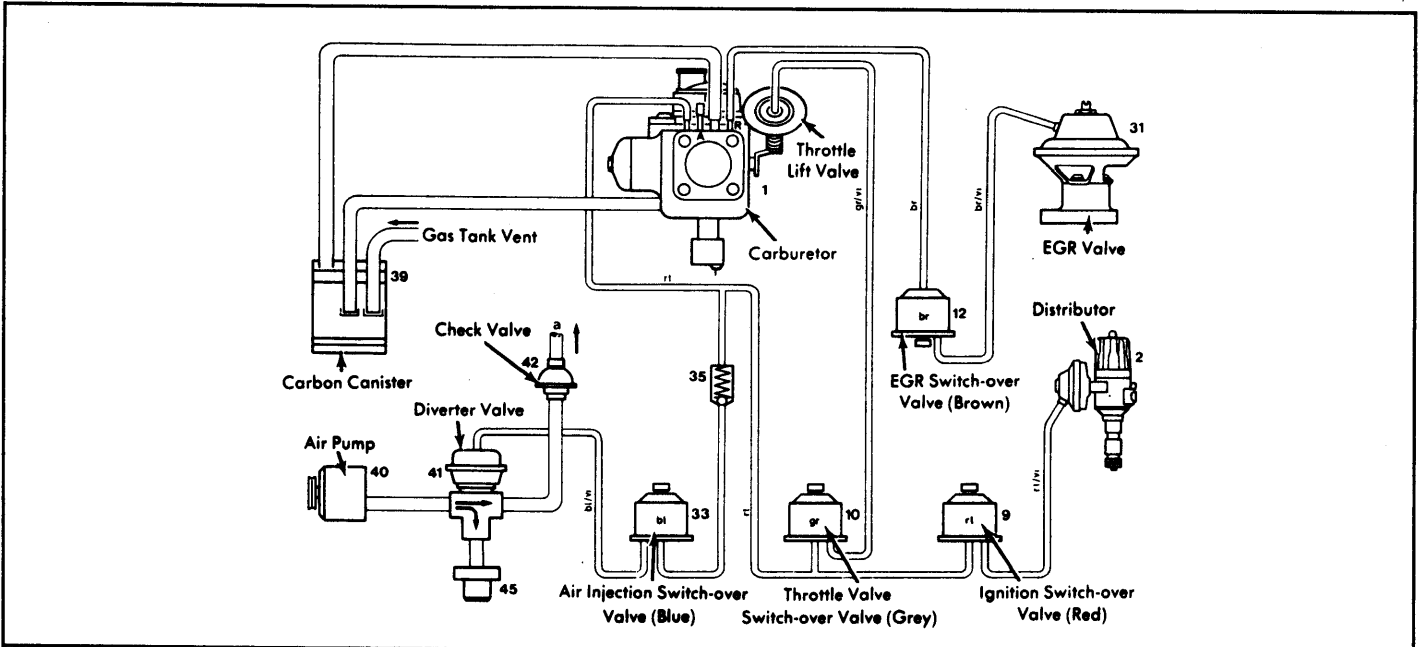 R
A
Throttle
Lift Valve
1
Carburetor
gr/vi
br
br/vi
31
EGR Valve
Gas Tank Vent
39
Carbon Canister
rt
br
12
EGR Switch-over
Valve (Brown)
Distributor
2
Check Valve
a
42
35
Diverter Valve
Air Pump
40
41
45
bl/vi
rt
rt/vi
bl
33
gr
10
rt
9
Air Injection Switch-over
Valve (Blue)
Throttle Valve
Switch-over Valve (Grey)
Ignition Switch-over
Valve (Red)